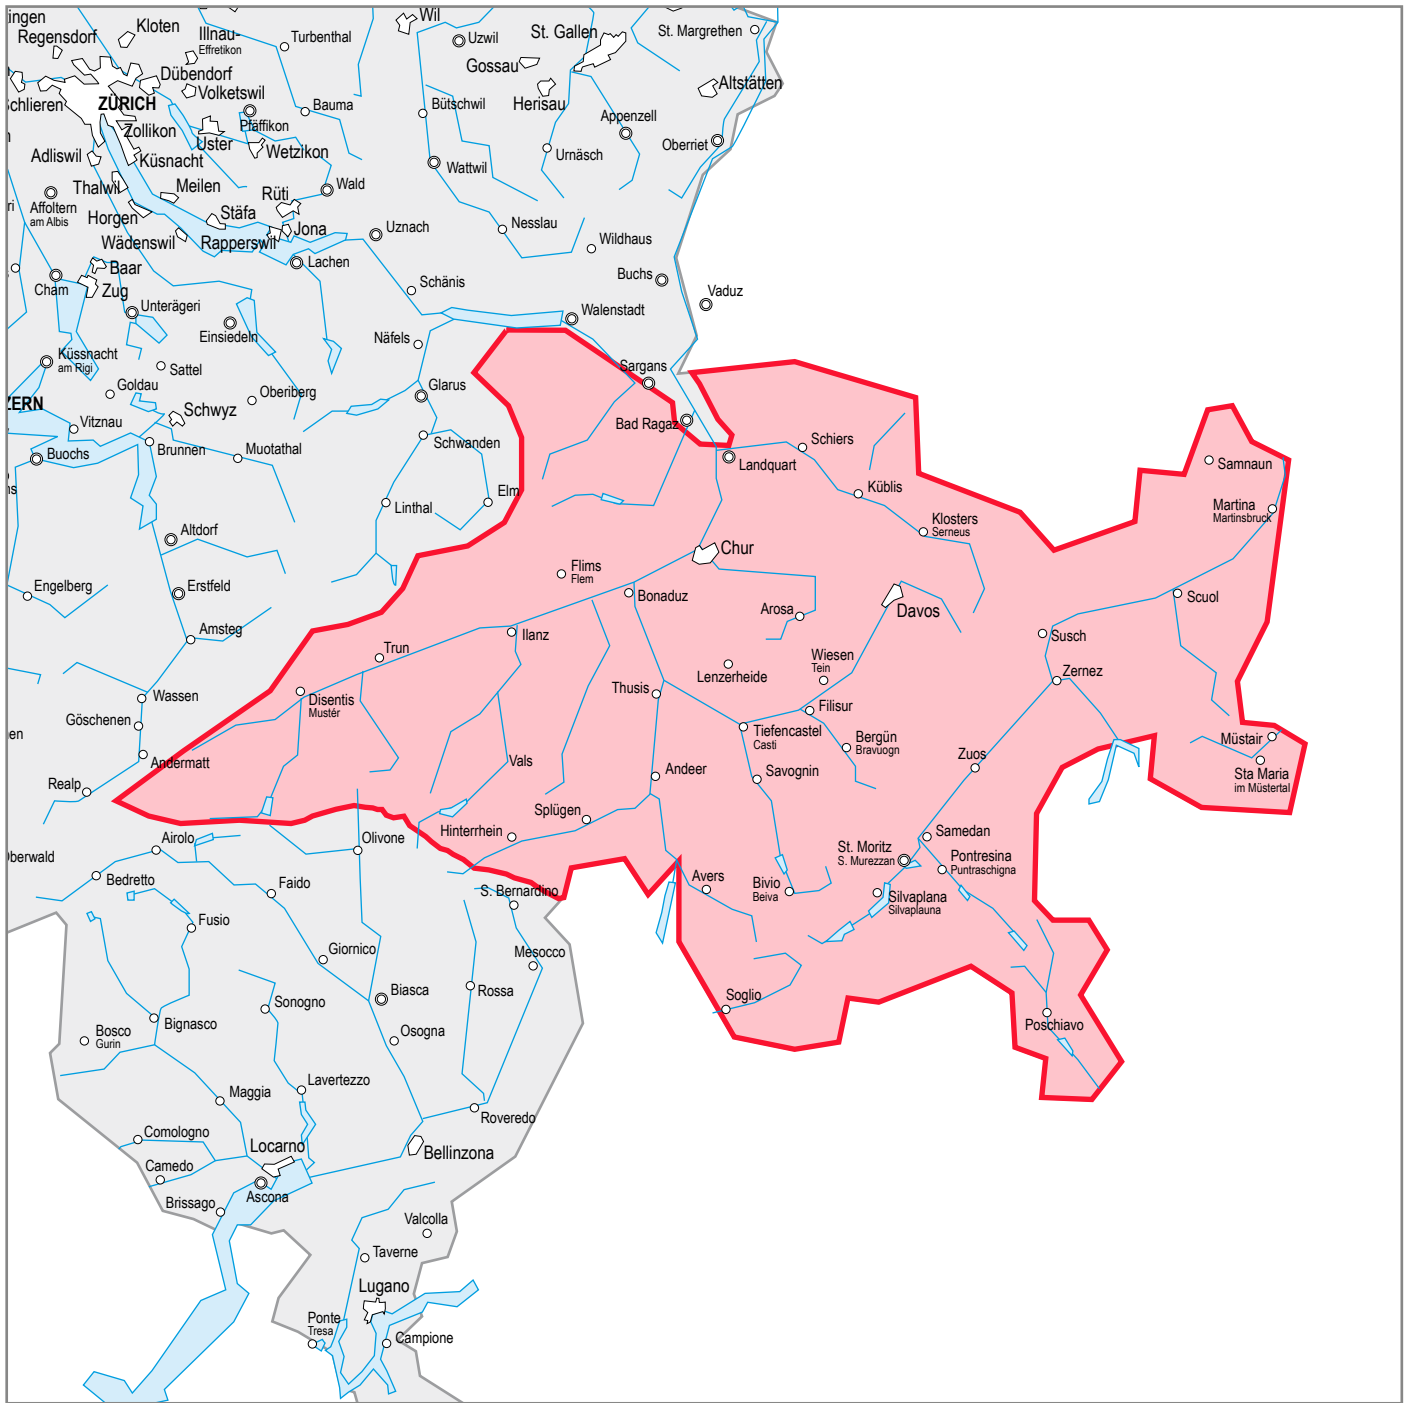 ingen
Regensdorf
Kloten
Illnau-
Effretikon
Turbenthal
Wil
Uzwil
St. Gallen
St. Margrethen
Gossau
Dübendorf
Volketswil
Altstätten
Schlieren
ZÜRICH
Bauma
Bütschwil
Herisau
Appenzell
Pfäffikon
Zollikon
Uster
Wetzikon
Oberriet
Adliswil
Küsnacht
Wattwil
Urnäsch
Thalwil
Meilen
Rüti
Wald
Affoltern
am Albis
ri
Horgen
Stäfa
Jona
Uznach
Nesslau
Wädenswil
Rapperswil
Wildhaus
Baar
Lachen
Schänis
Buchs
Cham
Zug
Vaduz
Unterägeri
Walenstadt
Einsiedeln
Näfels
Küssnacht
am Rigi
Sattel
Sargans
Goldau
Oberiberg
Glarus
ZERN
Schwyz
Vitznau
Bad Ragaz
Brunnen
Muotathal
Schwanden
Schiers
Buochs
Landquart
Samnaun
ns
Elm
Küblis
Linthal
Martina
Martinsbruck
Klosters
Serneus
Altdorf
Chur
Flims
Flem
Engelberg
Erstfeld
Bonaduz
Arosa
Davos
Scuol
Amsteg
Ilanz
Susch
Trun
Wiesen
Tein
Lenzerheide
Zernez
Wassen
Disentis
Mustér
Thusis
Filisur
Göschenen
en
Tiefencastel
Casti
Bergün
Bravuogn
Müstair
Andermatt
Vals
Zuos
Sta Maria
im Müstertal
Realp
Andeer
Savognin
Splügen
Hinterrhein
Airolo
Olivone
Samedan
St. Moritz
S. Murezzan
Oberwald
Pontresina
Puntraschigna
Bedretto
Faido
Avers
Bivio
Beiva
S. Bernardino
Silvaplana
Silvaplauna
Fusio
Giornico
Mesocco
Biasca
Rossa
Soglio
Sonogno
Bignasco
Poschiavo
Bosco
Gurin
Osogna
Lavertezzo
Maggia
Roveredo
Comologno
Locarno
Bellinzona
Camedo
Ascona
Brissago
Valcolla
Taverne
Lugano
Ponte
Tresa
Campione